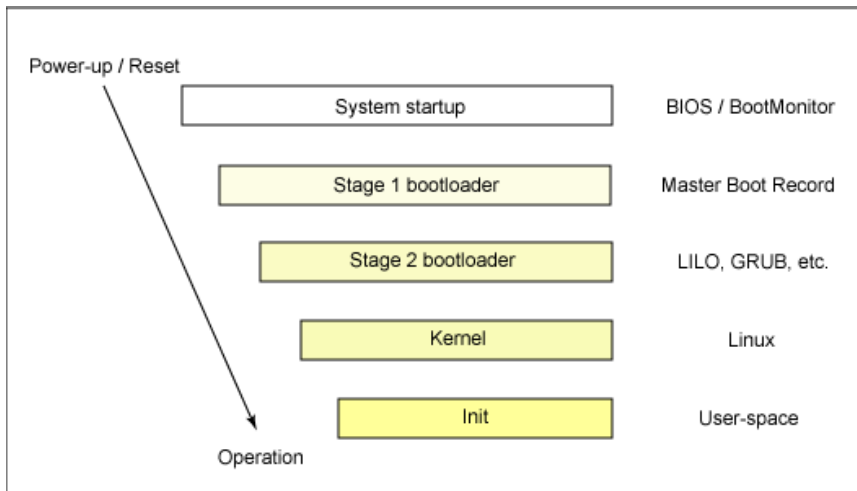 Power-up / Reset
System startup
BIOS / BootMonitor
Stage 1 bootloader
Master Boot Record
Stage 2 bootloader
LILO, GRUB, etc.
Kernel
Linux
Init
User-space
Operation